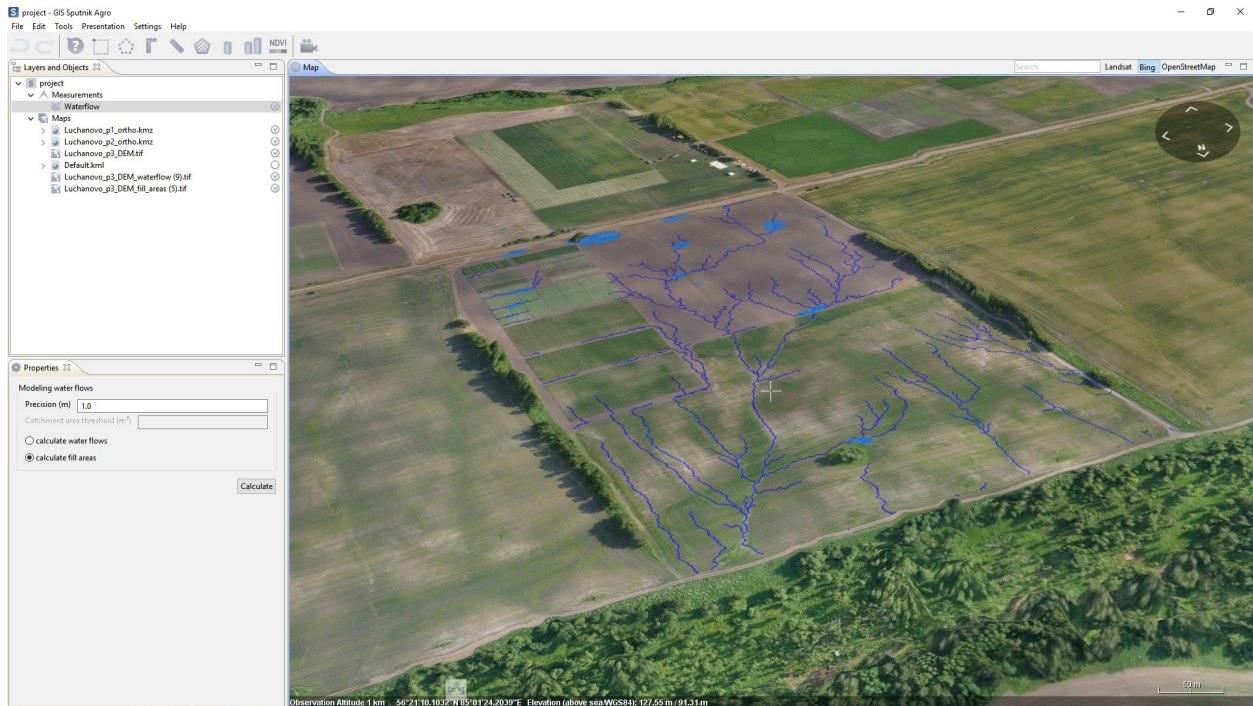 S project - GIS Sputnik Agro
File Edit Tools Presentation Settings Help
NDVI
Layers and Objects
Map
Search
Landsat Bing OpenStreetMap
S project
Measurements
Waterflow
Maps
Luchanovo_p1_ortho.kmz
Luchanovo_p2_ortho.kmz
Luchanovo_p3_DEM.tif
Default.kml
Luchanovo_p3_DEM_waterflow (9).tif
Luchanovo_p3_DEM_fill_areas (5).tif
N
Properties
Modeling water flows
Precision (m) 1.0
Catchment area threshold (m²)
calculate water flows
calculate fill areas
Calculate
bing
50 m
Observation Altitude 1 km 56°21'10.1032"N 85°01'24.2039"E Elevation (above sea/WGS84): 127.55 m / 91.31 m